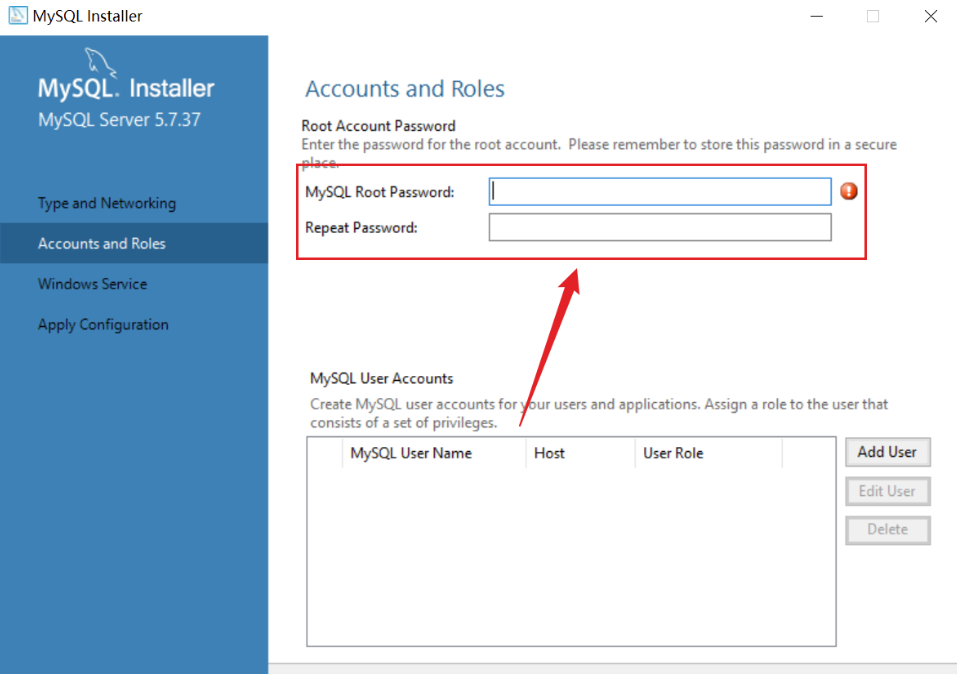 MySQL Installer
MySQL. Installer
MySQL Server 5.7.37
Type and Networking
Accounts and Roles
Windows Service
Apply Configuration
Accounts and Roles
Root Account Password
Enter the password for the root account. Please remember to store this password in a secure
place.
MySQL Root Password:
Repeat Password:
MySQL User Accounts
Create MySQL user accounts for your users and applications. Assign a role to the user that
consists of a set of privileges.
MySQL User Name Host User Role
Add User
Edit User
Delete